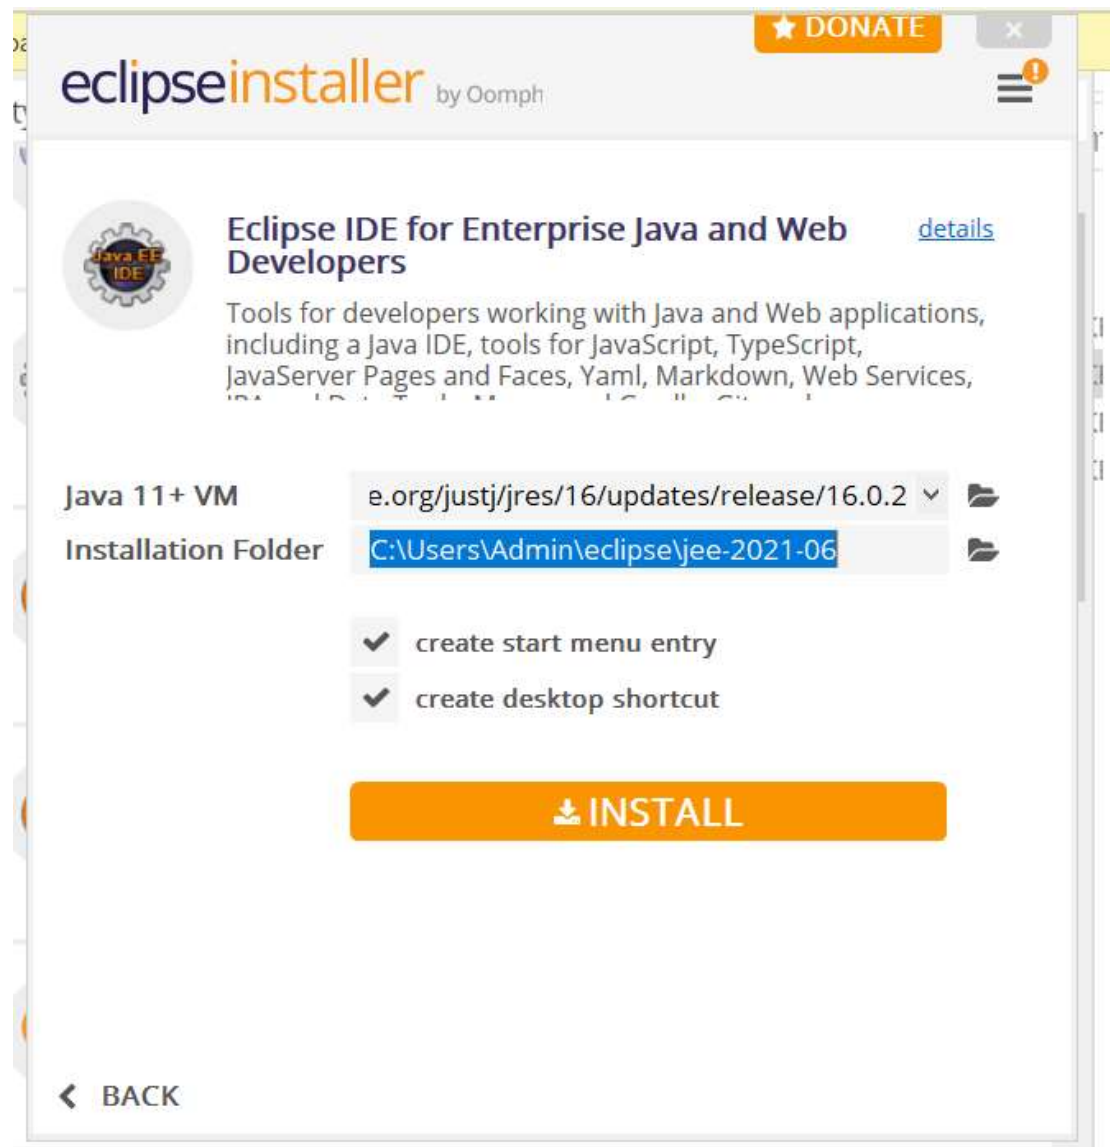 DONATE
eclipseinstaller by Oomph
Java EE
IDE
Eclipse IDE for Enterprise Java and Web
Developers
details
Tools for developers working with Java and Web applications,
including a Java IDE, tools for JavaScript, TypeScript,
JavaServer Pages and Faces, Yaml, Markdown, Web Services,
Java 11+ VM
e.org/justj/jres/16/updates/release/16.0.2
Installation Folder
C:\Users\Admin\eclipse\jee-2021-06
create start menu entry
create desktop shortcut
INSTALL
BACK